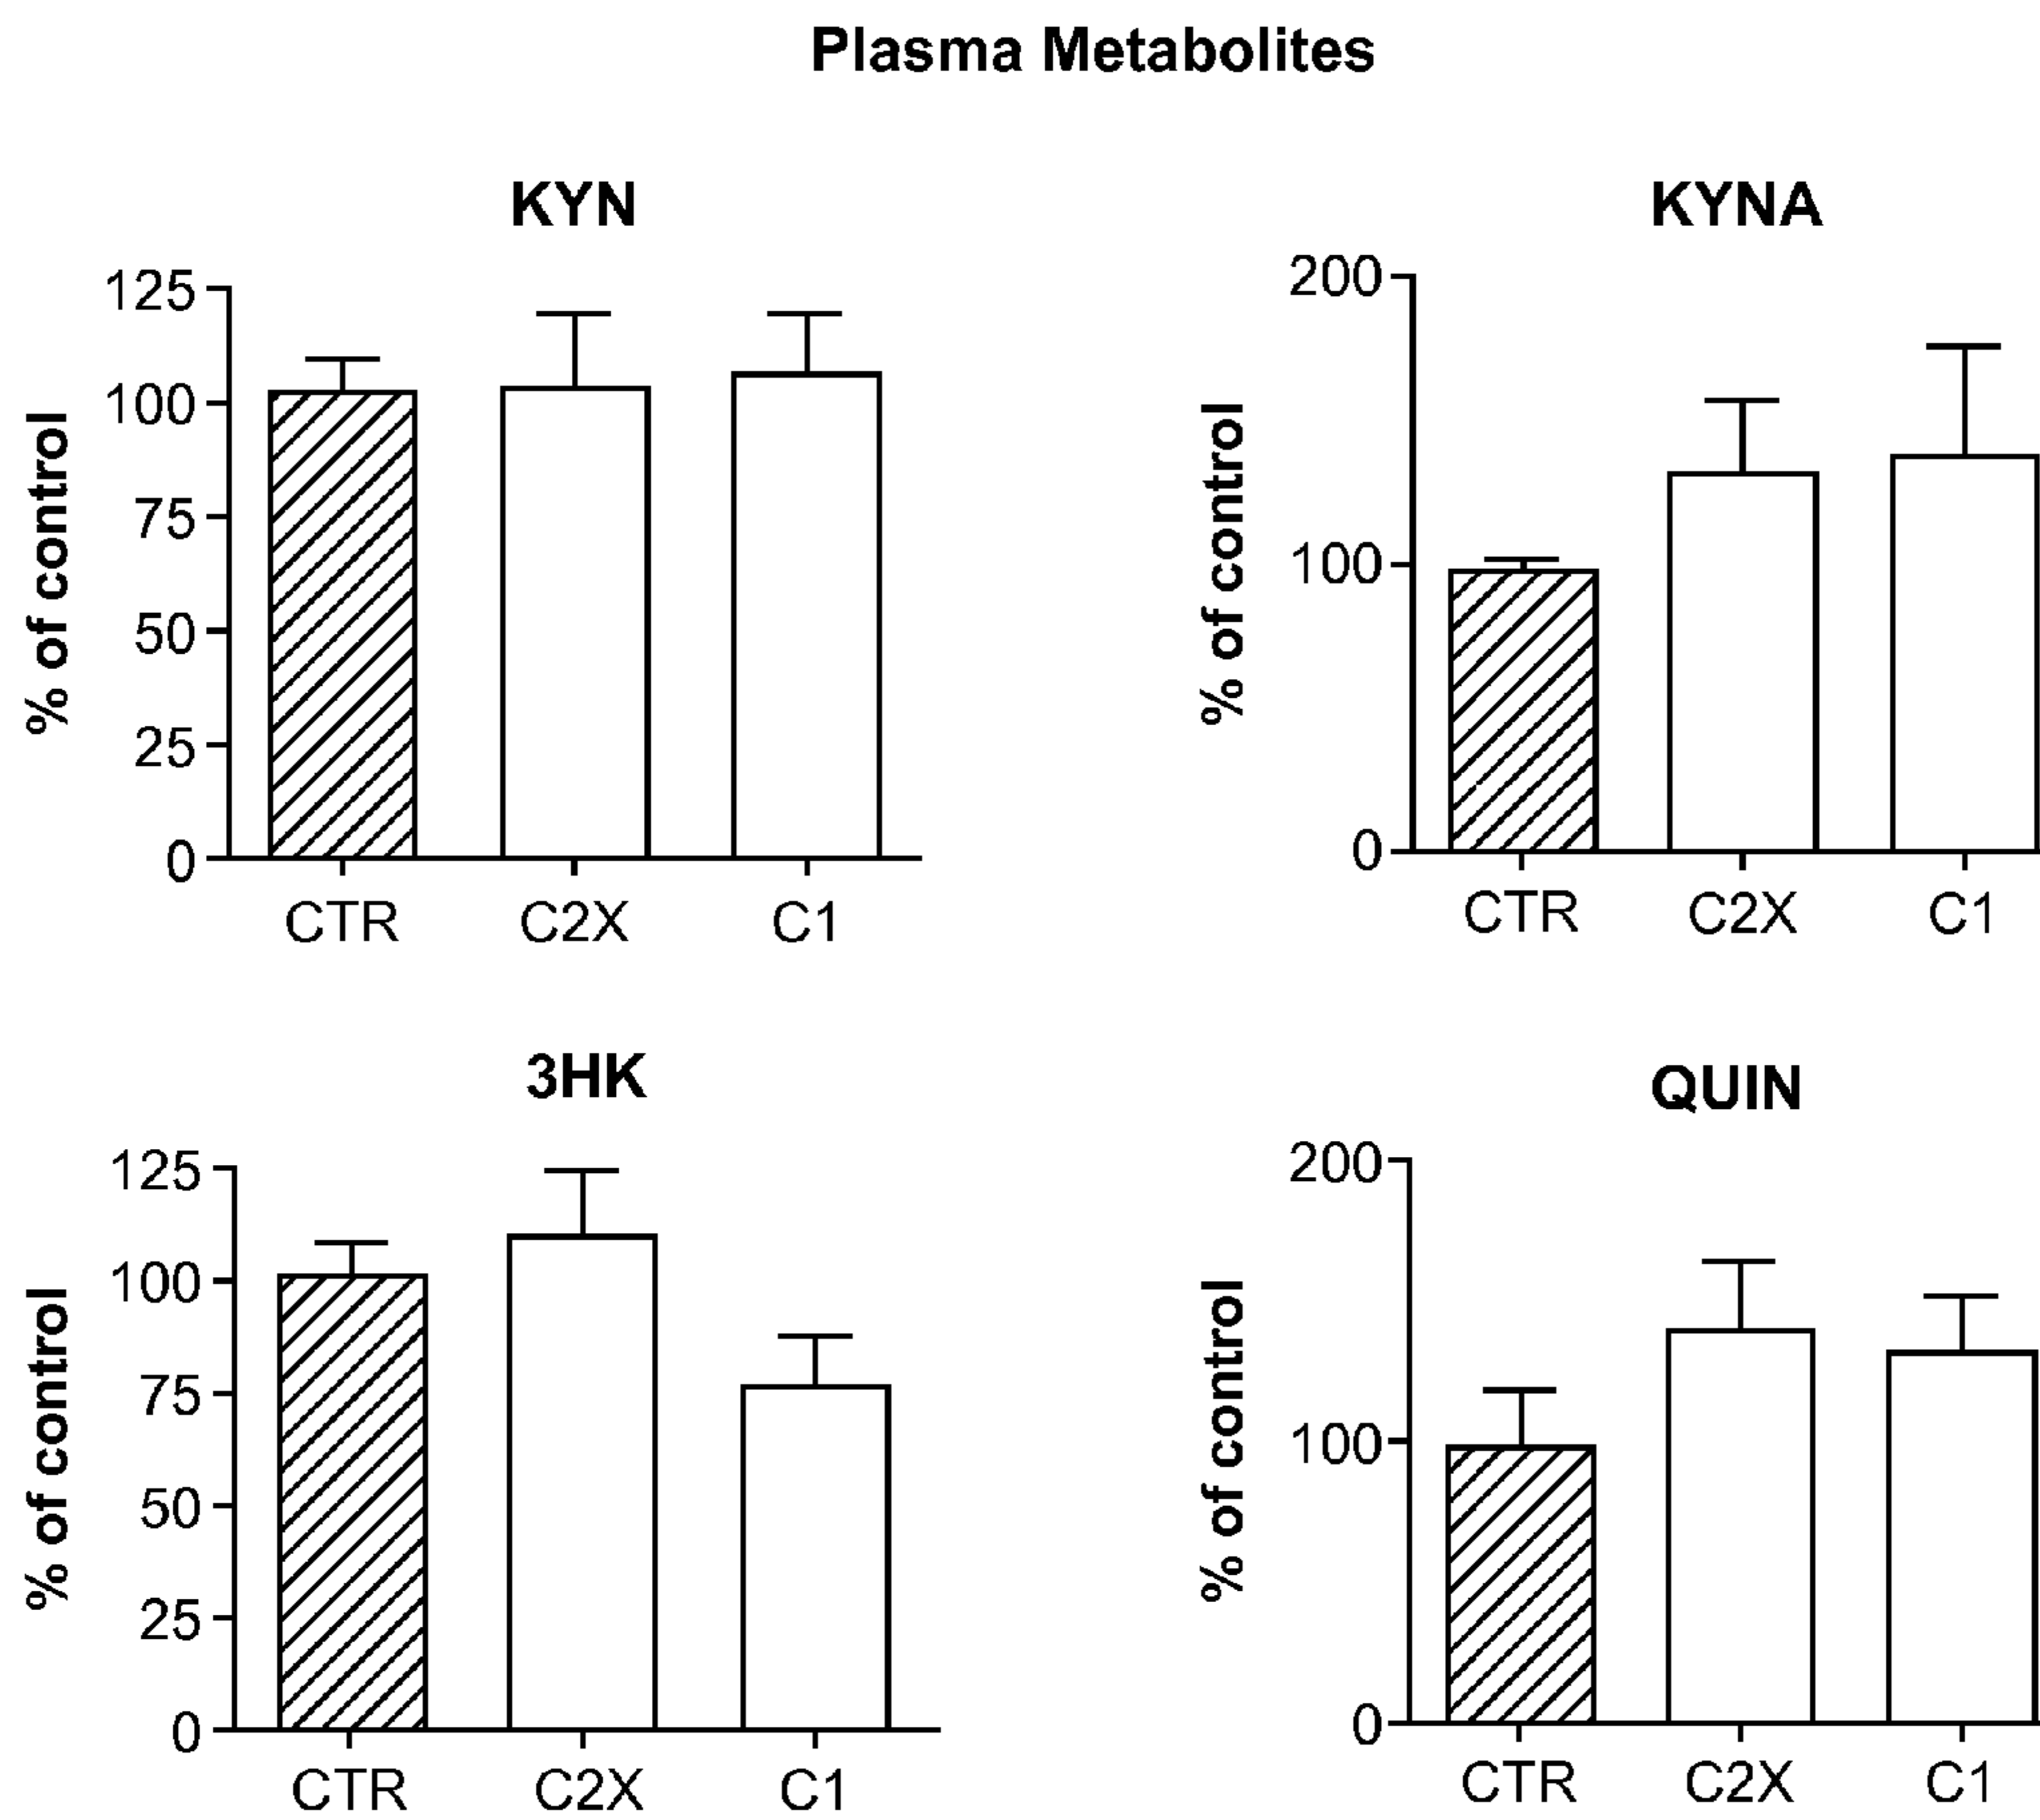 Plasma Metabolites
KYN
% of control
125
100
75
50
25
0
CTR C2X C1
KYNA
% of control
200
100
0
CTR C2X C1
3HK
% of control
125
100
75
50
25
0
CTR C2X C1
QUIN
% of control
200
100
0
CTR C2X C1